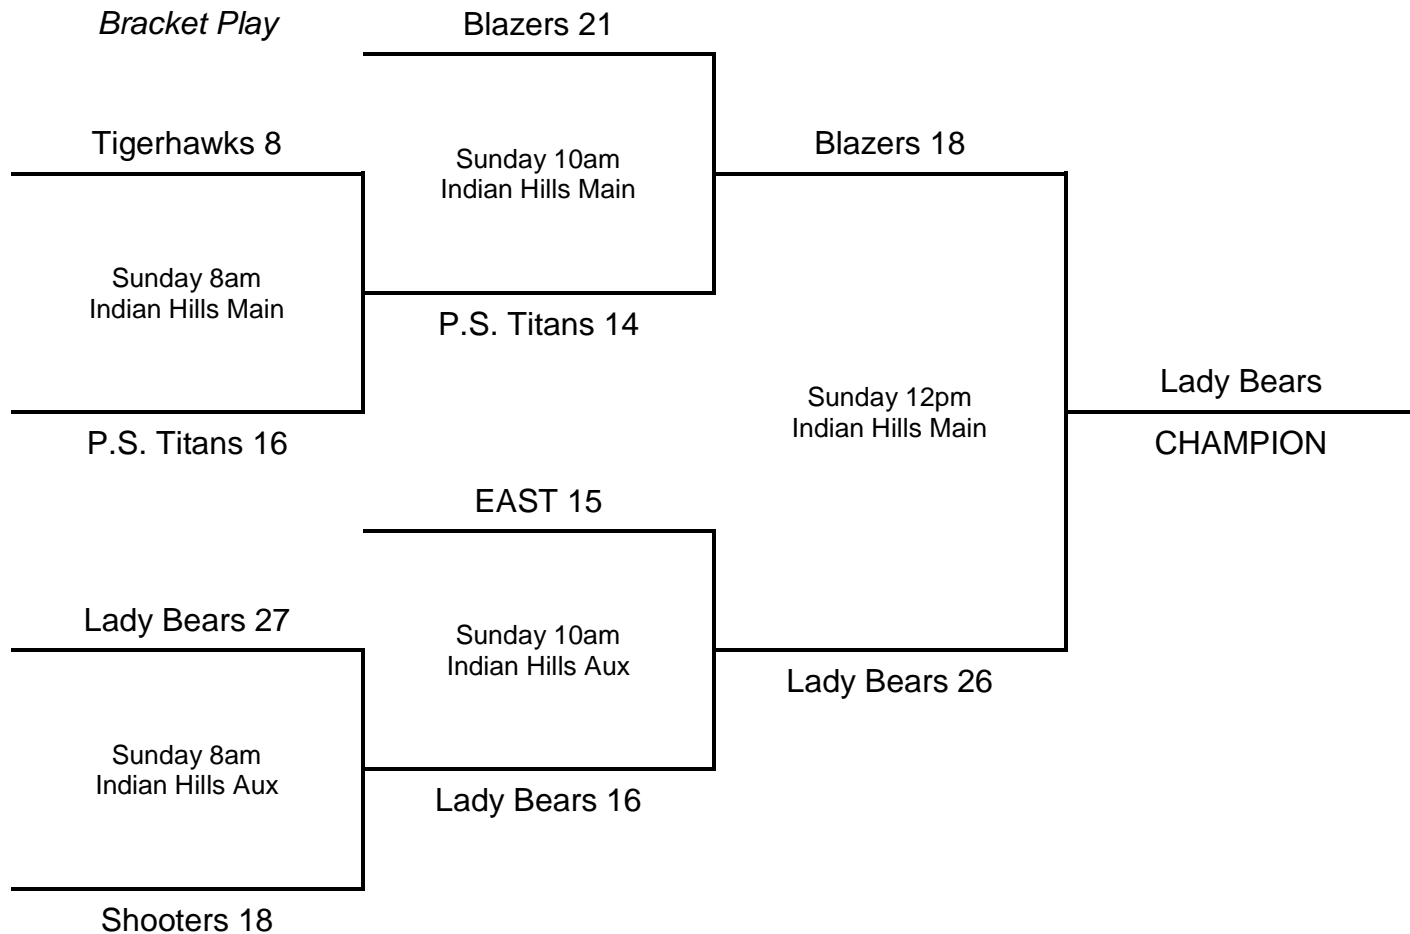 Bracket Play
Blazers 21
Tigerhawks 8
Sunday 10am
Indian Hills Main
Blazers 18
Sunday 8am
Indian Hills Main
P.S. Titans 14
Sunday 12pm
Indian Hills Main
Lady Bears
CHAMPION
P.S. Titans 16
EAST 15
Lady Bears 27
Sunday 10am
Indian Hills Aux
Lady Bears 26
Sunday 8am
Indian Hills Aux
Lady Bears 16
Shooters 18